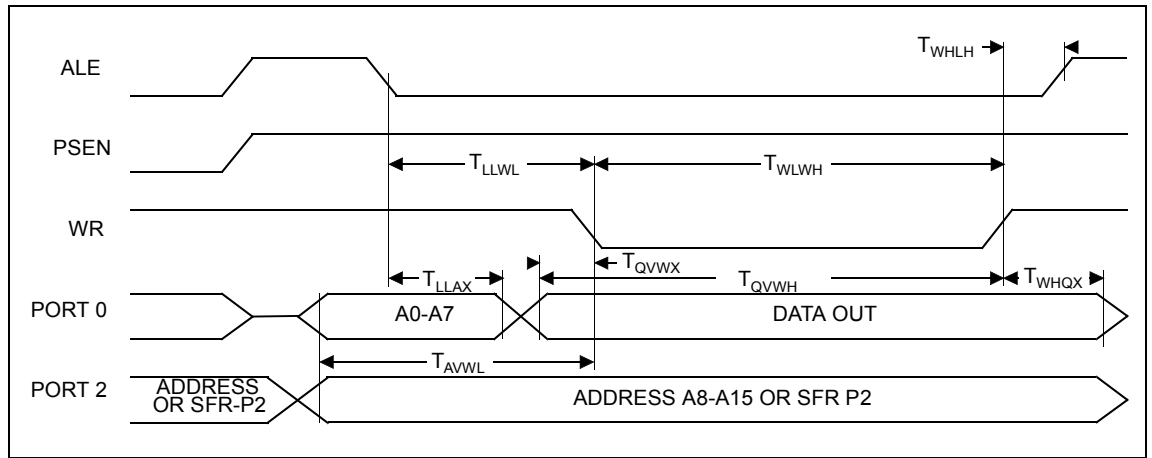 ALE
TWHLH
PSEN
TLLWL
TWLWH
WR
TLLAX
TQVWX
TQVWH
TWHQX
PORT 0
A0-A7
DATA OUT
TAVWL
PORT 2
ADDRESS
OR SFR-P2
ADDRESS A8-A15 OR SFR P2